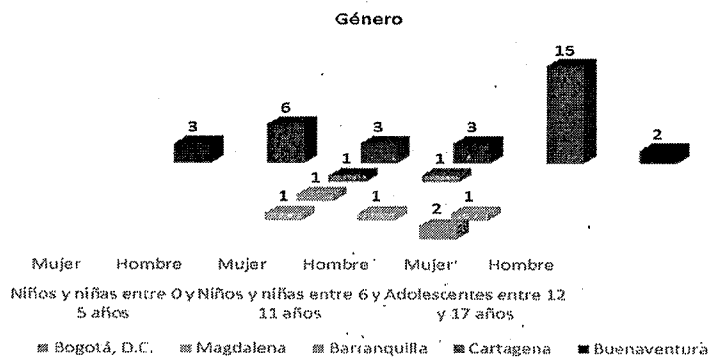 Género
15
6
3
3
3
2
1
1
1
1
1
2
1
Mujer Hombre Mujer Hombre Mujer Hombre
Niños y niñas entre 0 y Niños y niñas entre 6 y Adolescentes entre 12
5 años 11 años y 17 años
Bogotá, D.C. Magdalena Barranquilla Cartagena Buenaventura